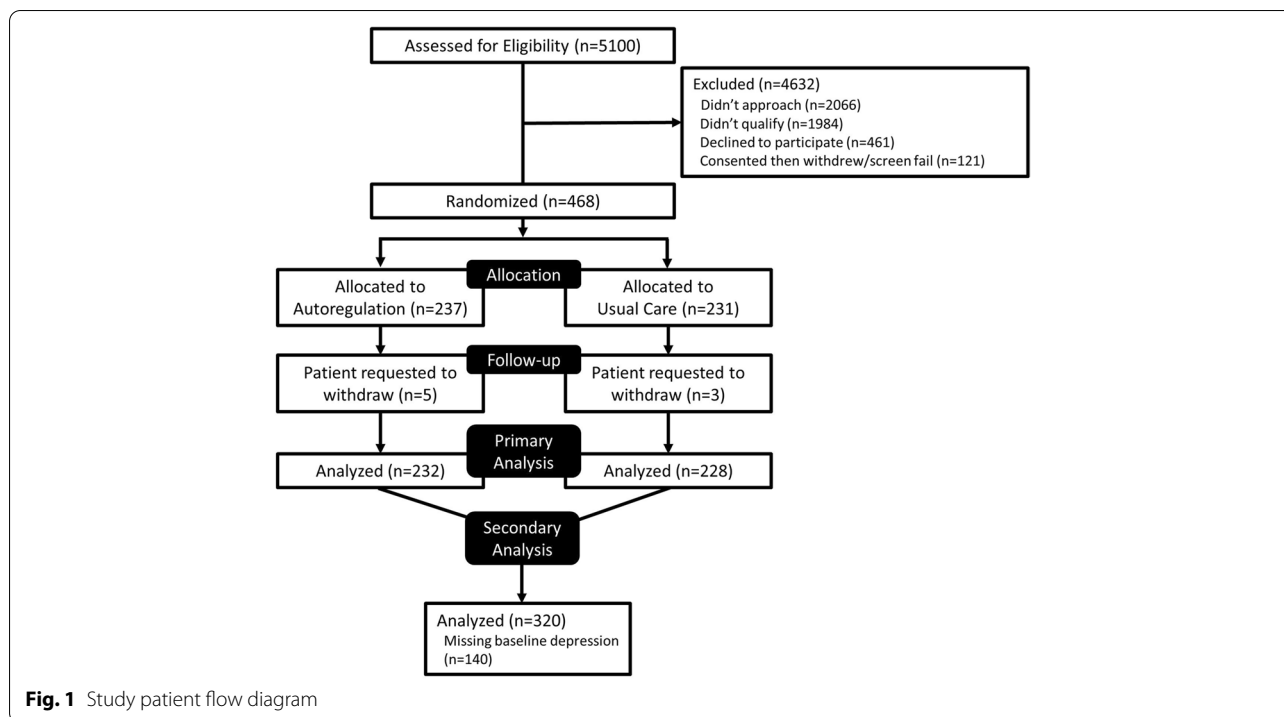 Assessed for Eligibility (n=5100)
Excluded (n=4632)
Didn't approach (n=2066)
Didn't qualify (n=1984)
Declined to participate (n=461)
Consented then withdrew/screen fail (n=121)
Randomized (n=468)
Allocation
Allocated to
Autoregulation (n=237)
Allocated to
Usual Care (n=231)
Follow-up
Patient requested to
withdraw (n=5)
Patient requested to
withdraw (n=3)
Primary
Analysis
Analyzed (n=232)
Analyzed (n=228)
Secondary
Analysis
Analyzed (n=320)
Missing baseline depression
(n=140)
Fig. 1 Study patient flow diagram